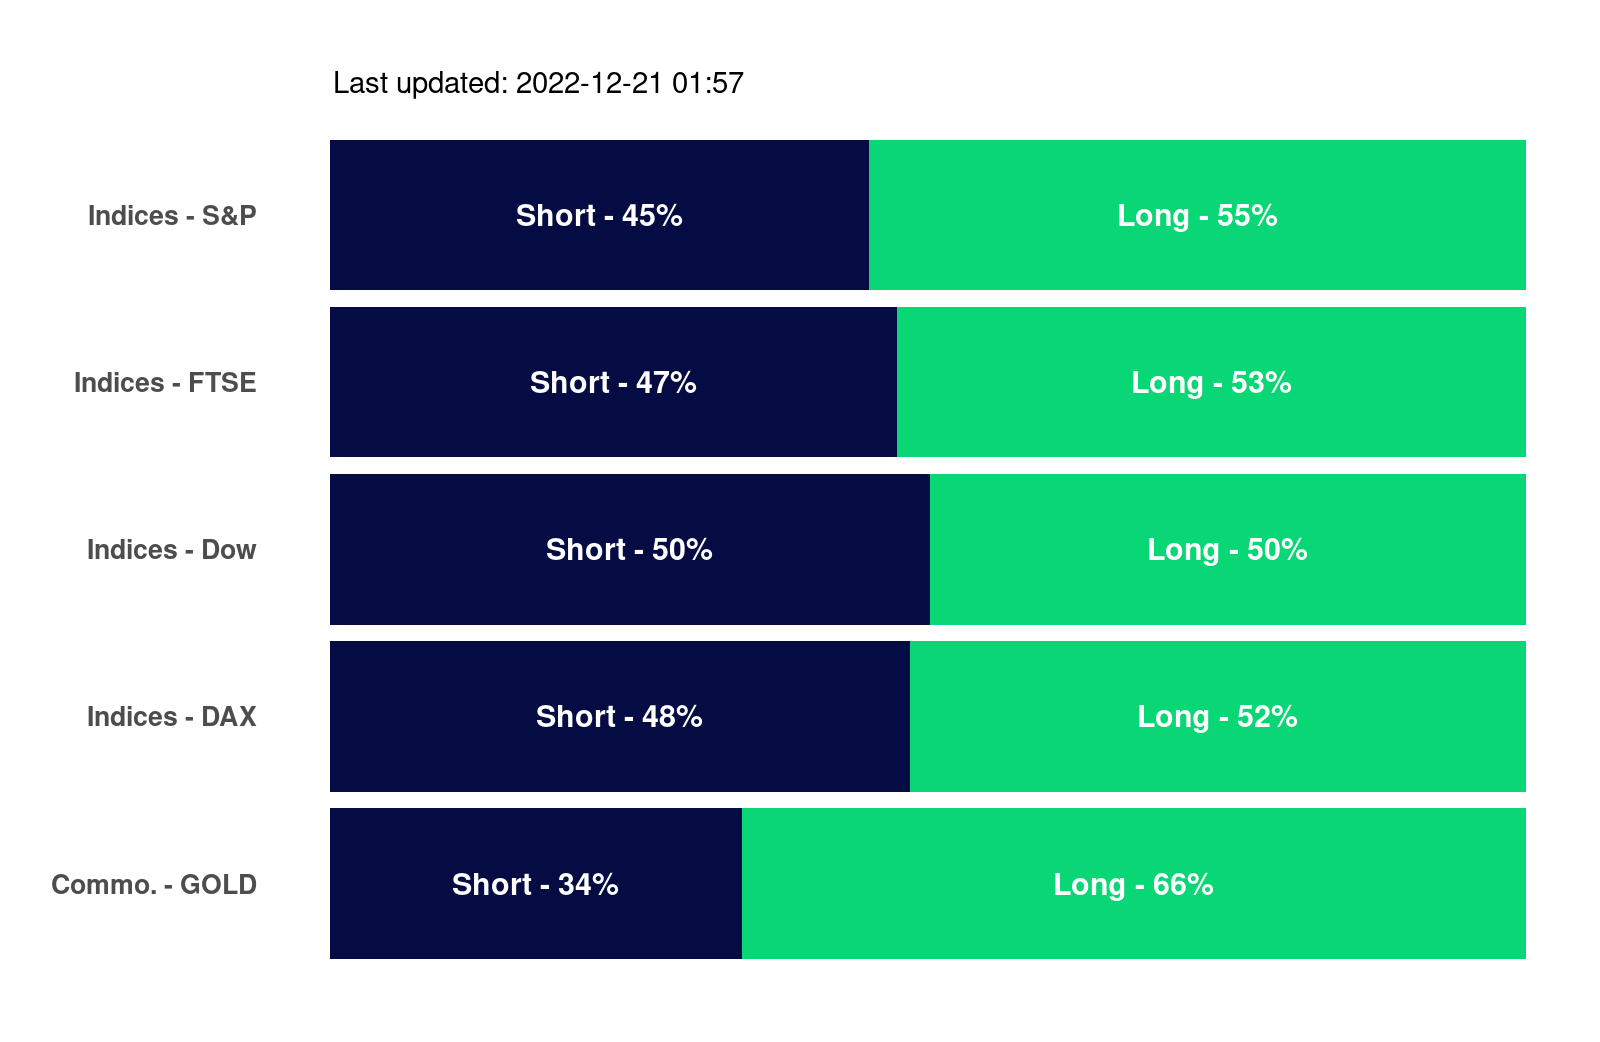 Last updated: 2022-12-21 01:57
Indices - S&P Short - 45% Long - 55%
Indices - FTSE Short - 47% Long - 53%
Indices - Dow Short - 50% Long - 50%
Indices - DAX Short - 48% Long - 52%
Commo. - GOLD Short - 34% Long - 66%